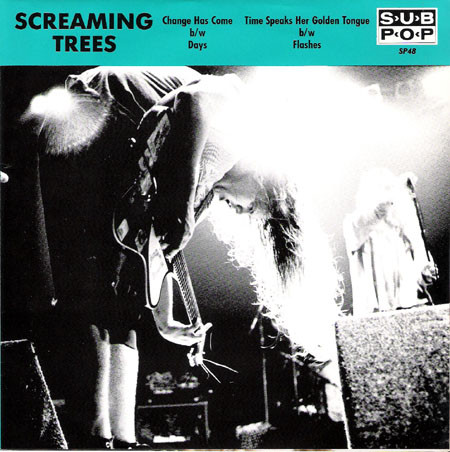 SCREAMING
TREES
Change Has Come
b/w
Days
Time Speaks Her Golden Tongue
b/w
Flashes
SUB
POP
SP48